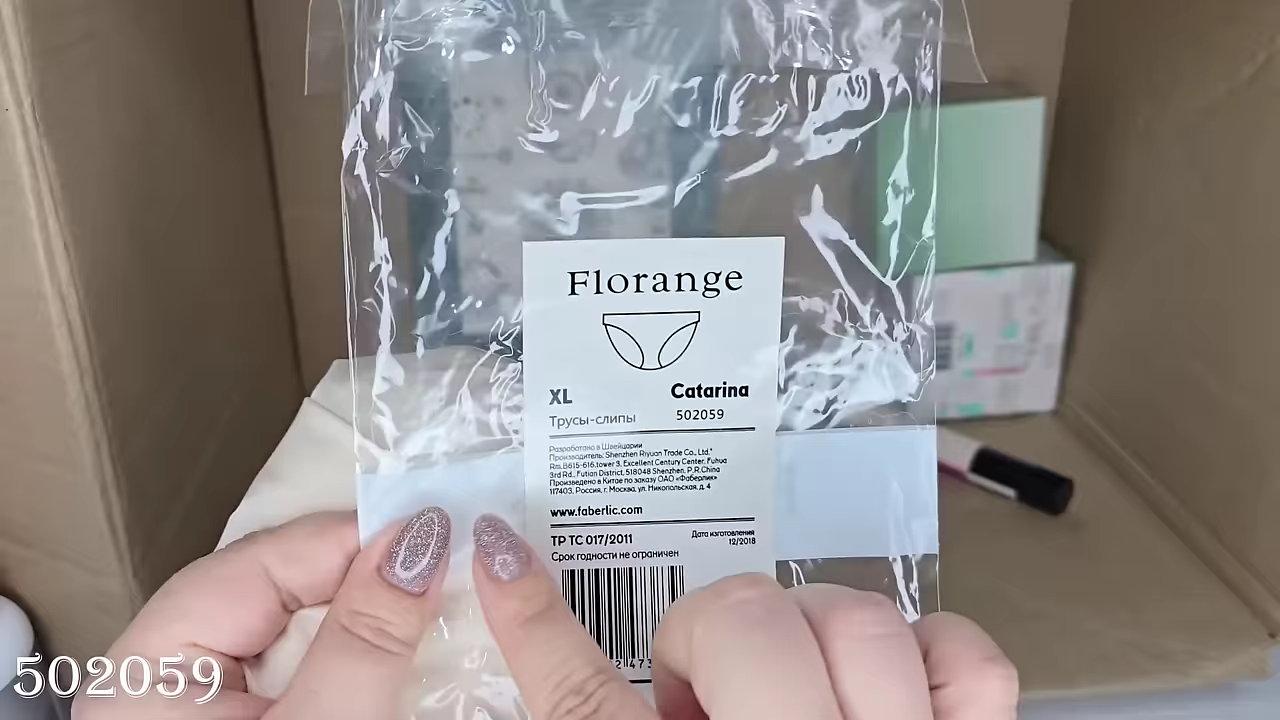 Florange
XL Catarina
Трусы-слипы 502059
Разработано в Швейцарии
Производитель: Shenzhen Riyuan Trade Co., Ltd."
Rm.B615-616,tower 3, Excellent Century Center, Fuhua
3rd Rd., Futian District, 518048 Shenzhen, P.R.China
Произведено в Китае по заказу ОАО «Фаберлик»
117403, Россия, г. Москва, ул. Никопольская, д. 4
www.faberlic.com
ТР ТС 017/2011 Дата изготовления
Срок годности не ограничен 12/2018
502059